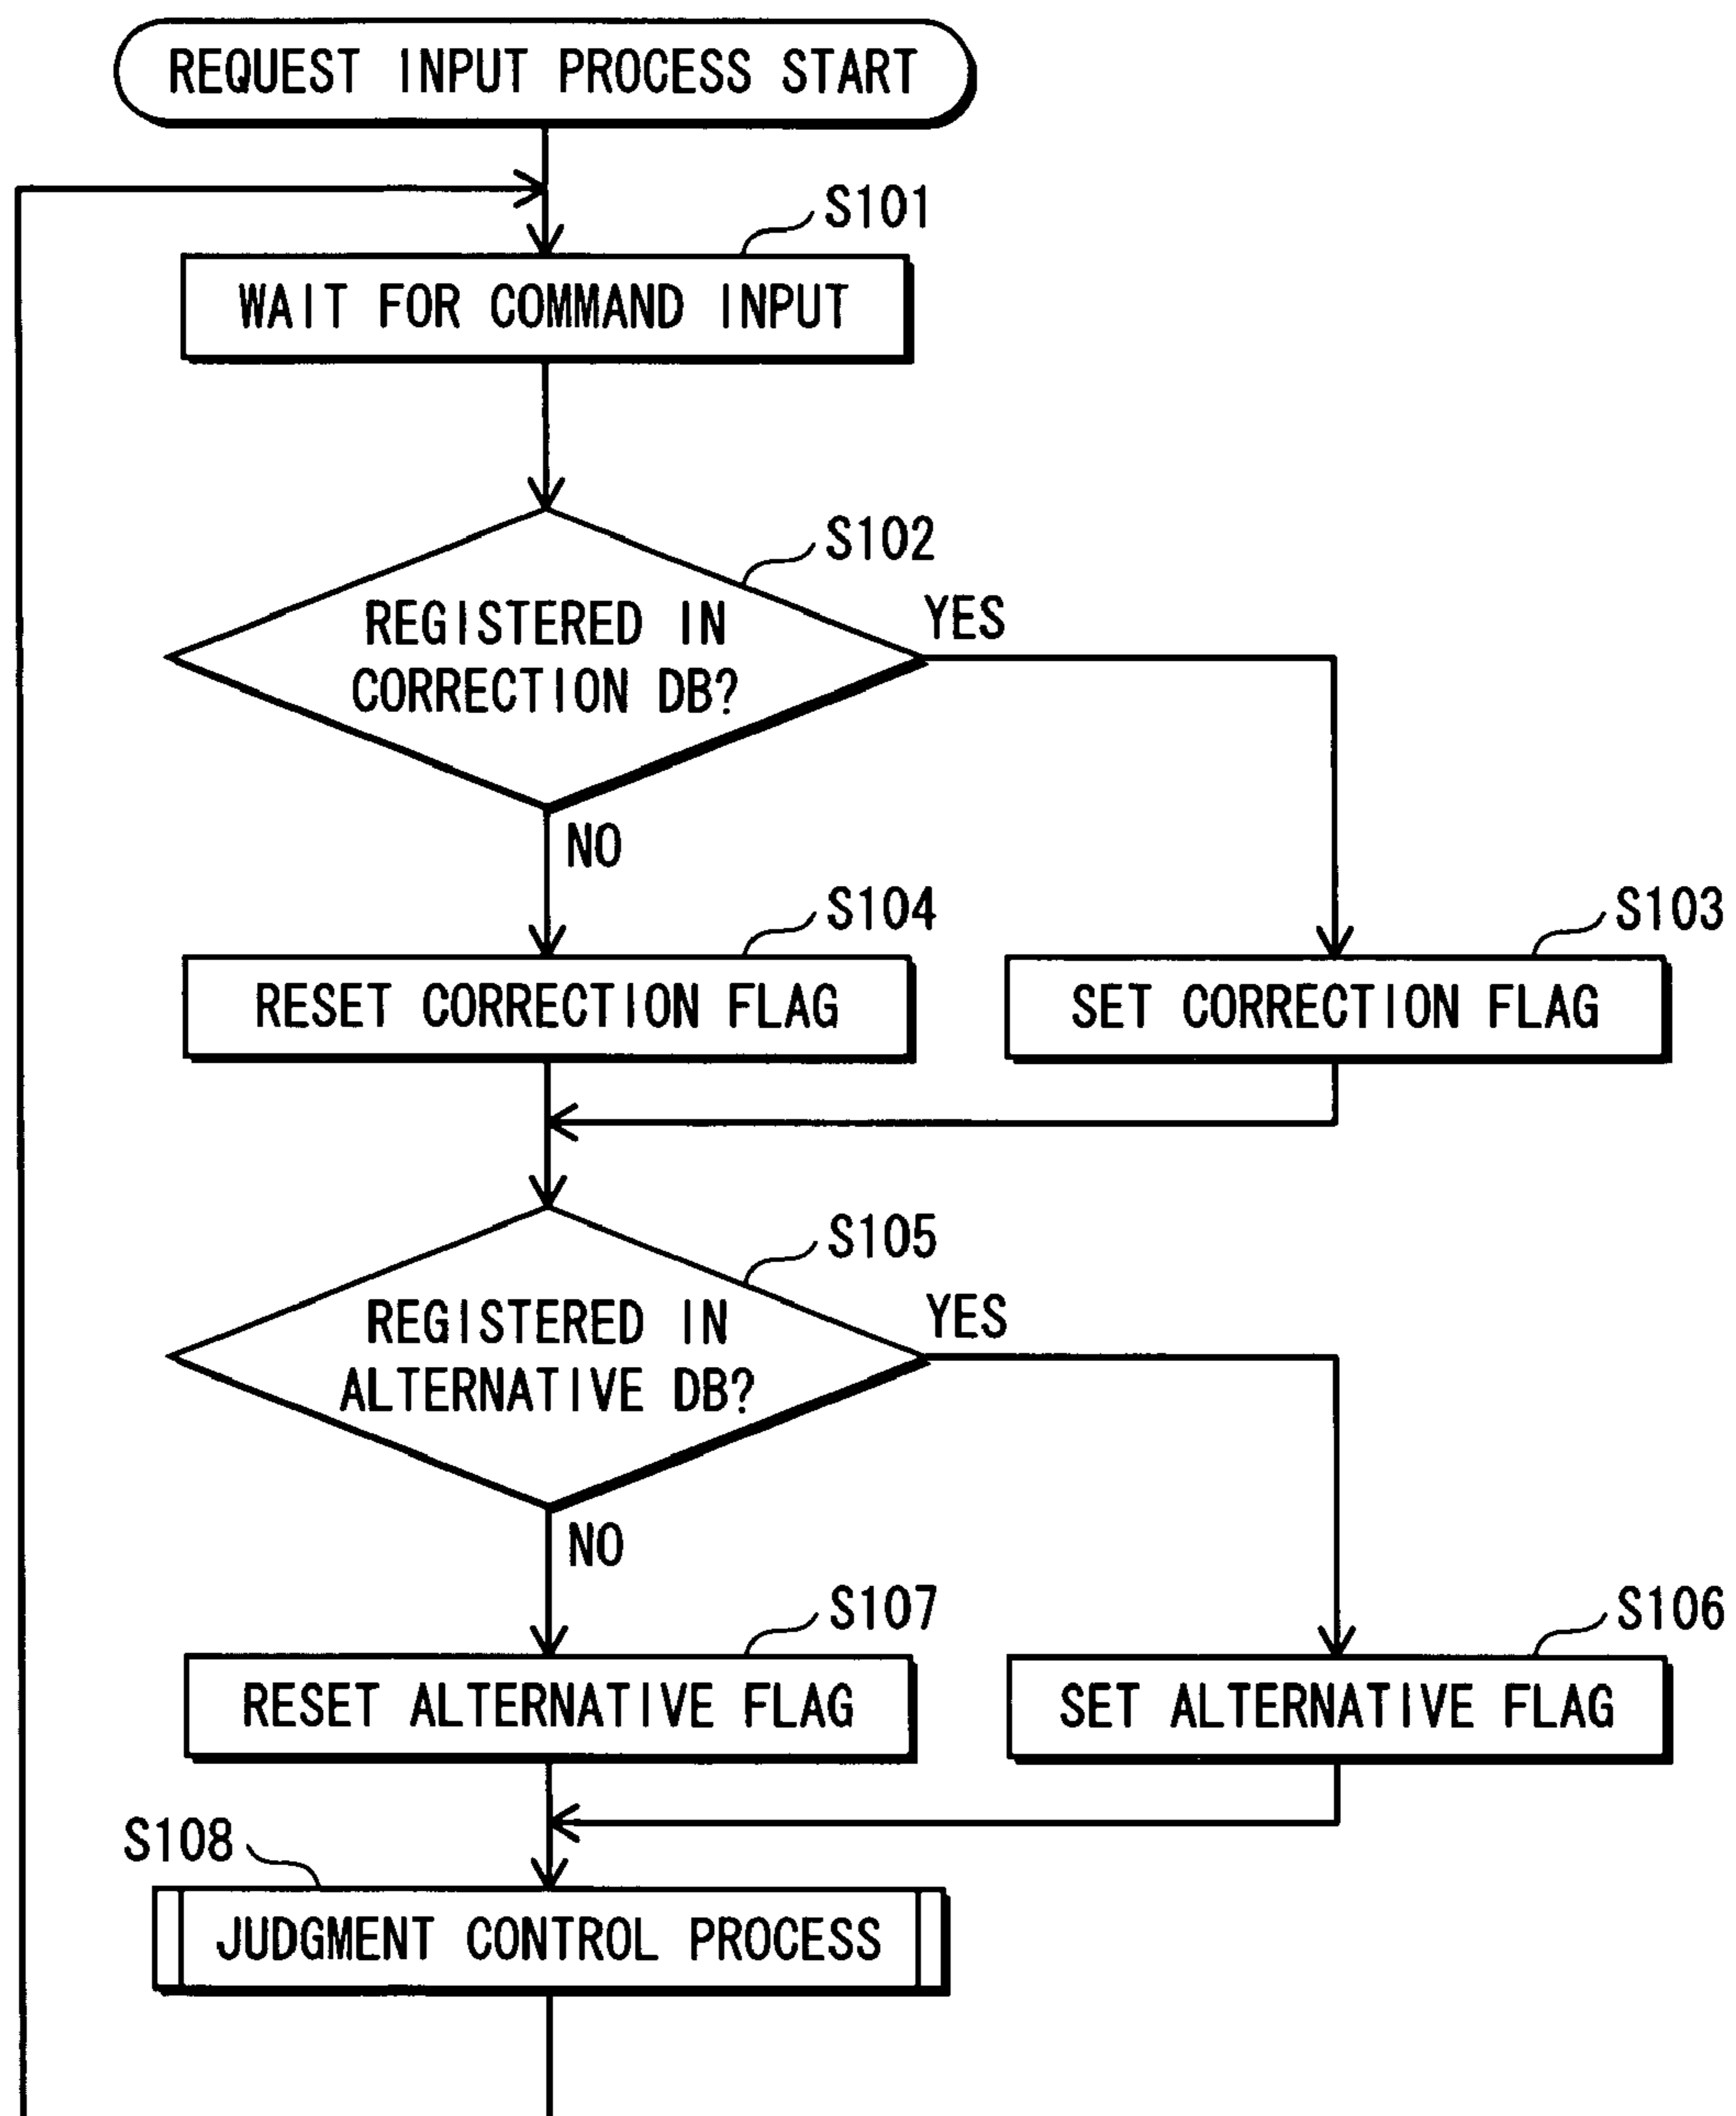 REQUEST INPUT PROCESS START
S101
WAIT FOR COMMAND INPUT
S102
REGISTERED IN
CORRECTION DB?
YES
NO
S104
S103
RESET CORRECTION FLAG
SET CORRECTION FLAG
S105
REGISTERED IN
ALTERNATIVE DB?
YES
NO
S107
S106
RESET ALTERNATIVE FLAG
SET ALTERNATIVE FLAG
S108
JUDGMENT CONTROL PROCESS